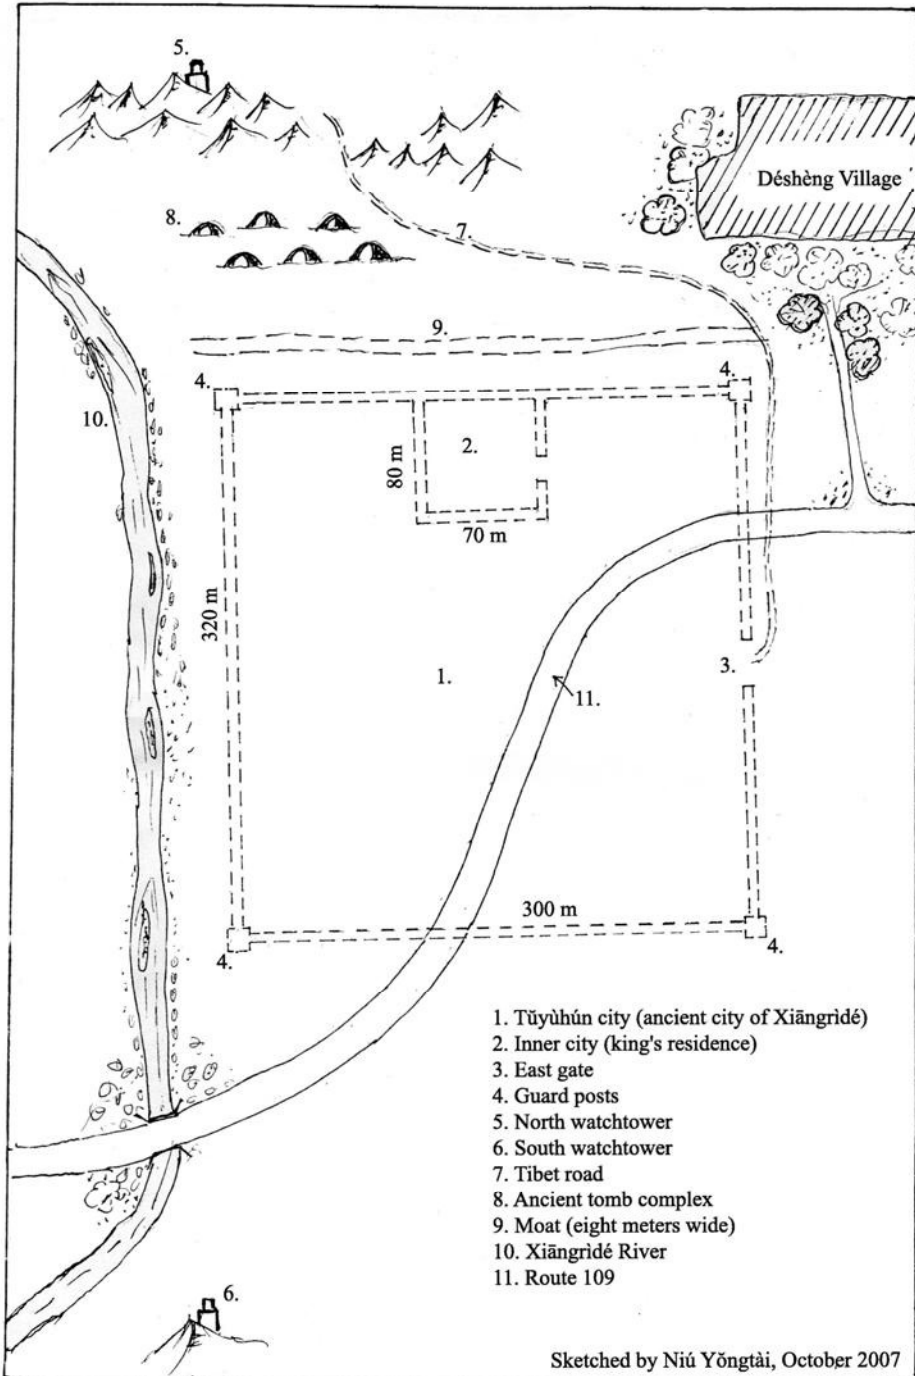 5.
Déshèng Village
8.
7.
9.
4.
4.
10.
2.
80 m
70 m
320 m
3.
1.
11.
300 m
4.
4.
1. Tǔyùhún city (ancient city of Xiāngrìdé)
2. Inner city (king's residence)
3. East gate
4. Guard posts
5. North watchtower
6. South watchtower
7. Tibet road
8. Ancient tomb complex
9. Moat (eight meters wide)
10. Xiāngrìdé River
11. Route 109
6.
Sketched by Niú Yǒngtài, October 2007